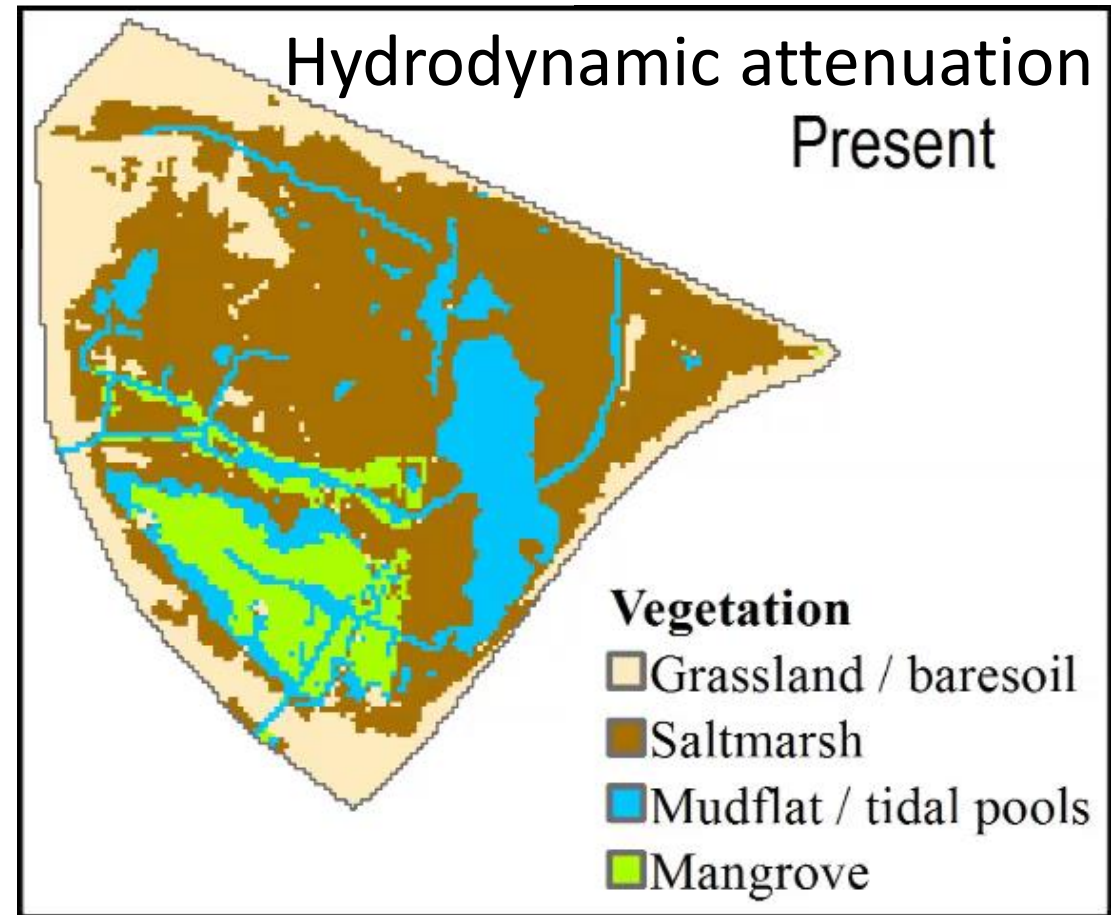 Hydrodynamic attenuation
Present
Vegetation
Grassland / baresoil
Saltmarsh
Mudflat / tidal pools
Mangrove